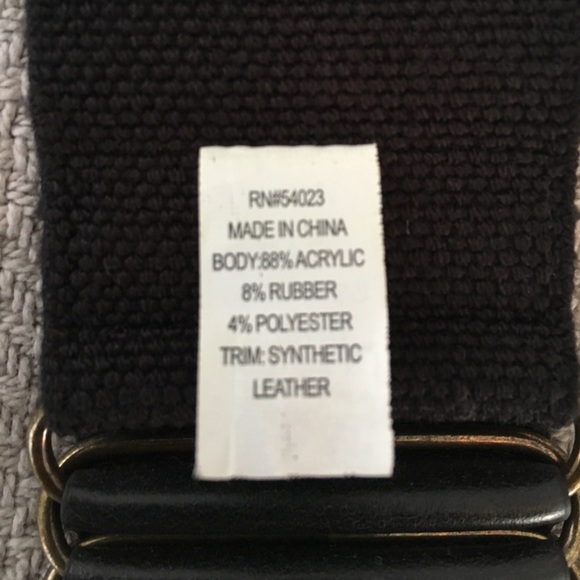 RN#54023
MADE IN CHINA
BODY:88% ACRYLIC
8% RUBBER
4% POLYESTER
TRIM: SYNTHETIC
LEATHER